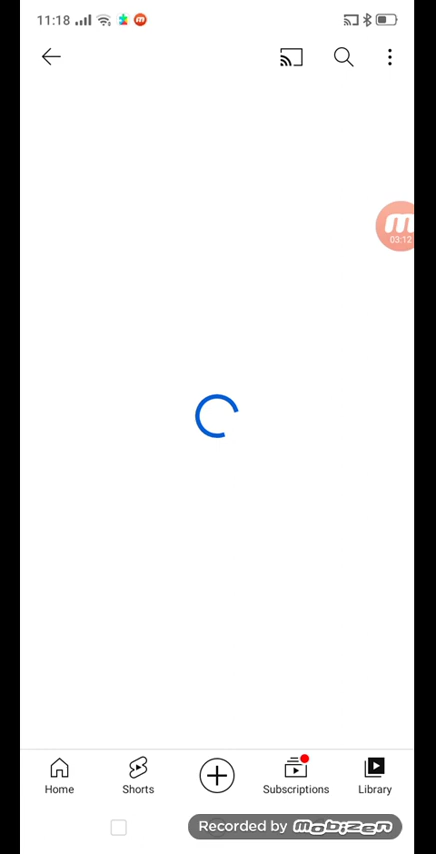 11:18
03:12
Home
Shorts
Subscriptions
Library
Recorded by mobizen